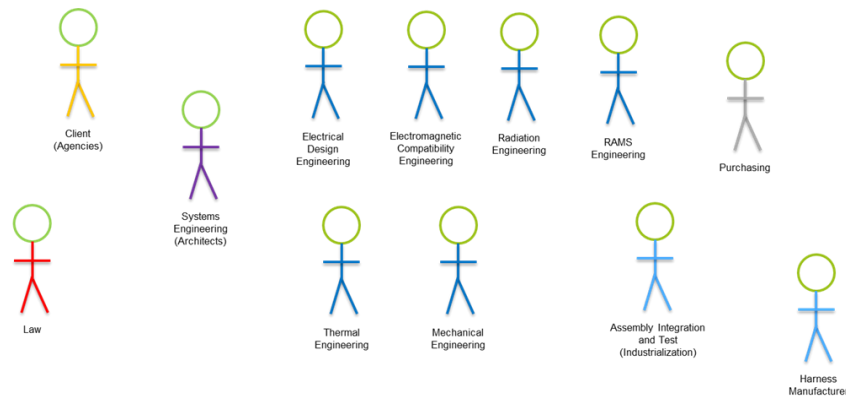 Client
(Agencies)
Electrical
Design
Engineering
Electromagnetic
Compatibility
Engineering
Radiation
Engineering
RAMS
Engineering
Purchasing
Systems
Engineering
(Architects)
Law
Thermal
Engineering
Mechanical
Engineering
Assembly Integration
and Test
(Industrialization)
Harness
Manufacturer